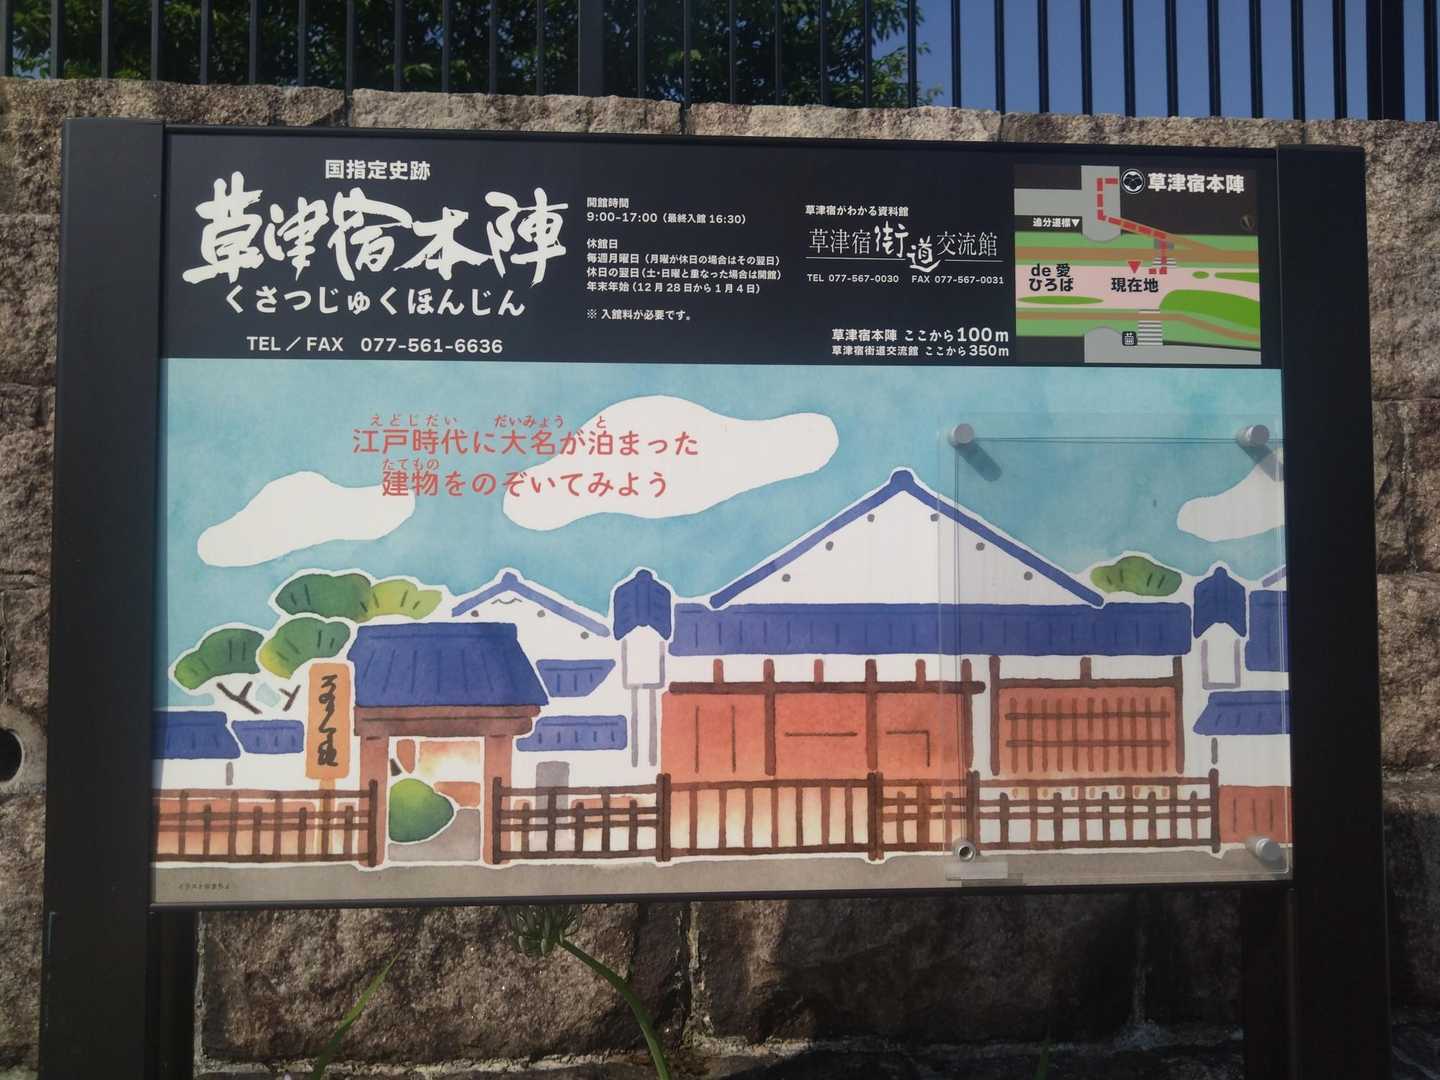 国指定史跡
草津宿本陣
くさつじゅくほんじん
TEL/FAX 077-561-6636
開館時間
9:00-17:00（最終入館 16:30）
休館日
毎週月曜日（月曜が休日の場合はその翌日）
休日の翌日（土・日曜と重なった場合は開館）
年末年始（12月28日から1月4日）
※ 入館料が必要です。
草津宿がわかる資料館
草津宿街道交流館
TEL 077-567-0030 FAX 077-567-0031
草津宿本陣 ここから100m
草津宿街道交流館 ここから350m
草津宿本陣
追分道標▼
de愛
ひろば
現在地
えどじだい だいみょう と
江戸時代に大名が泊まった
たてもの
建物をのぞいてみよう